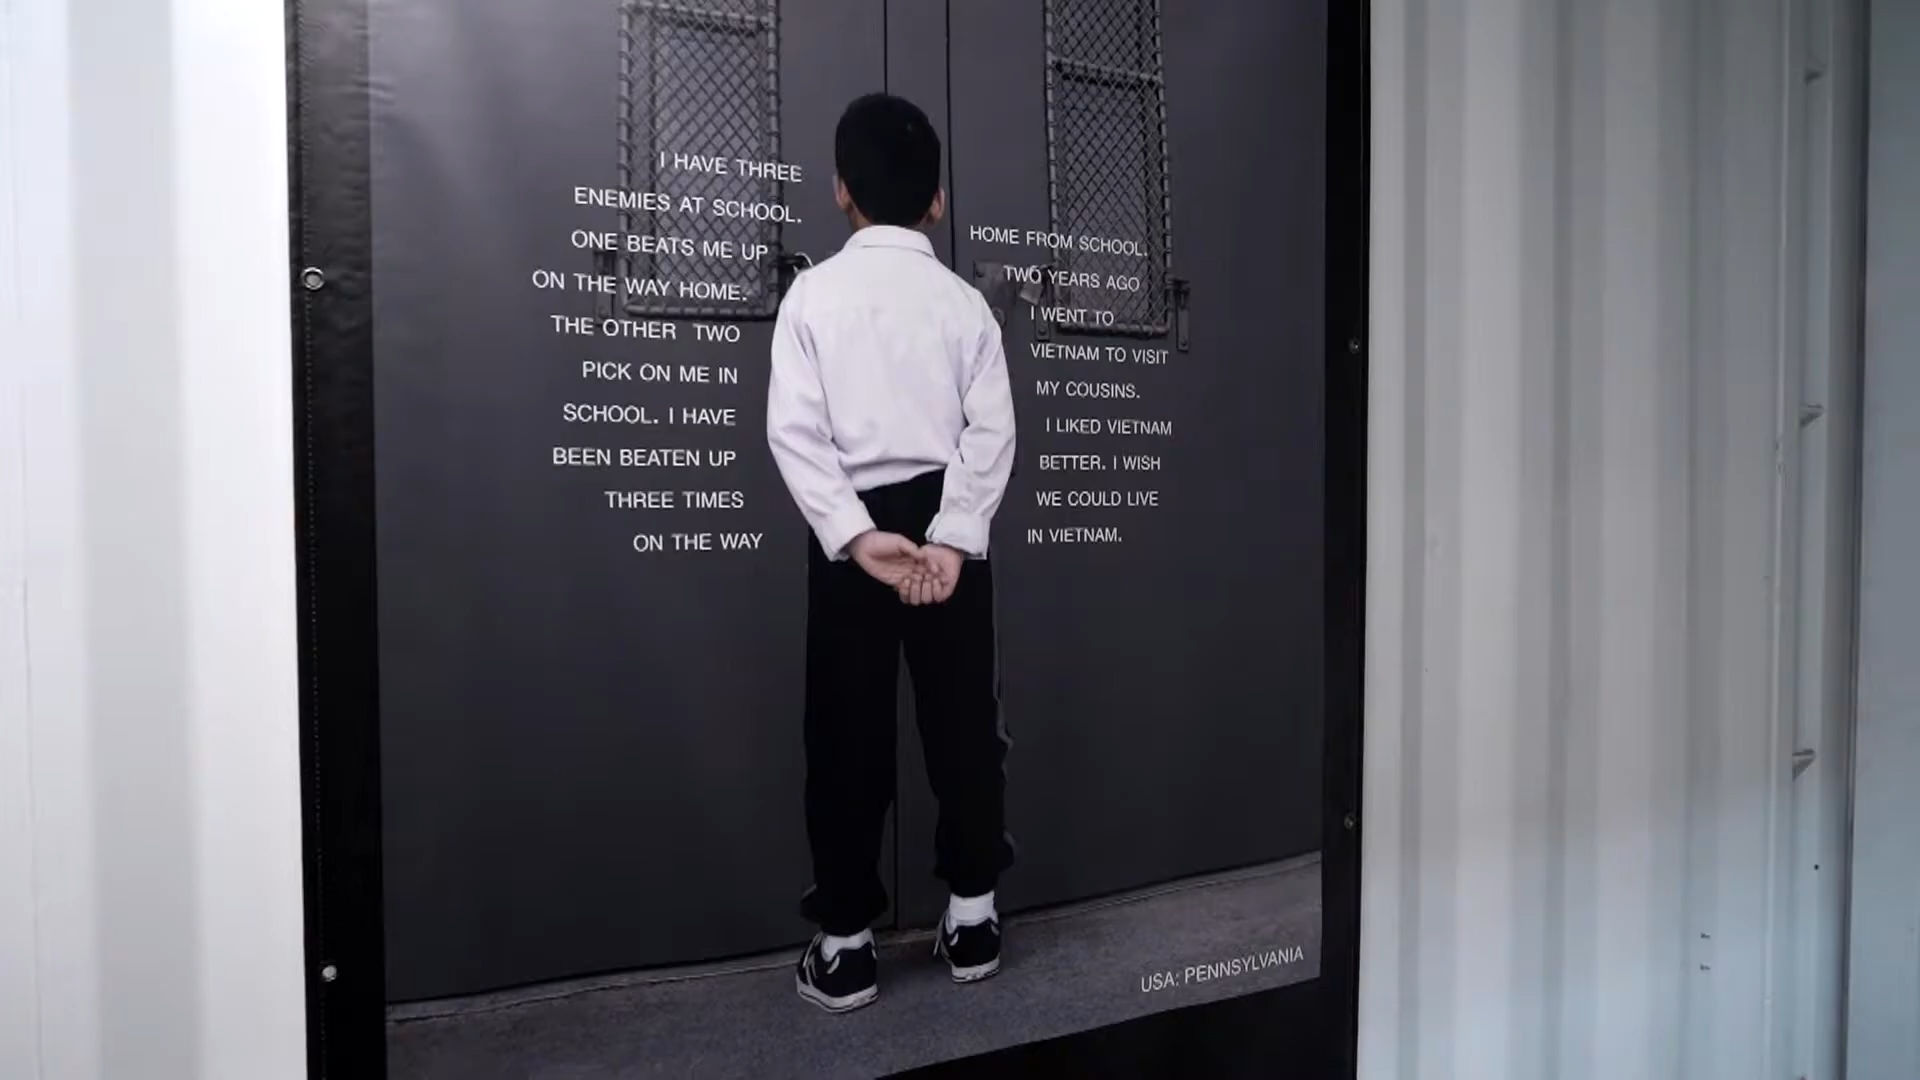 I HAVE THREE
ENEMIES AT SCHOOL.
ONE BEATS ME UP
ON THE WAY HOME.
THE OTHER TWO
PICK ON ME IN
SCHOOL. I HAVE
BEEN BEATEN UP
THREE TIMES
ON THE WAY
HOME FROM SCHOOL.
TWO YEARS AGO
I WENT TO
VIETNAM TO VISIT
MY COUSINS.
I LIKED VIETNAM
BETTER. I WISH
WE COULD LIVE
IN VIETNAM.
USA: PENNSYLVANIA